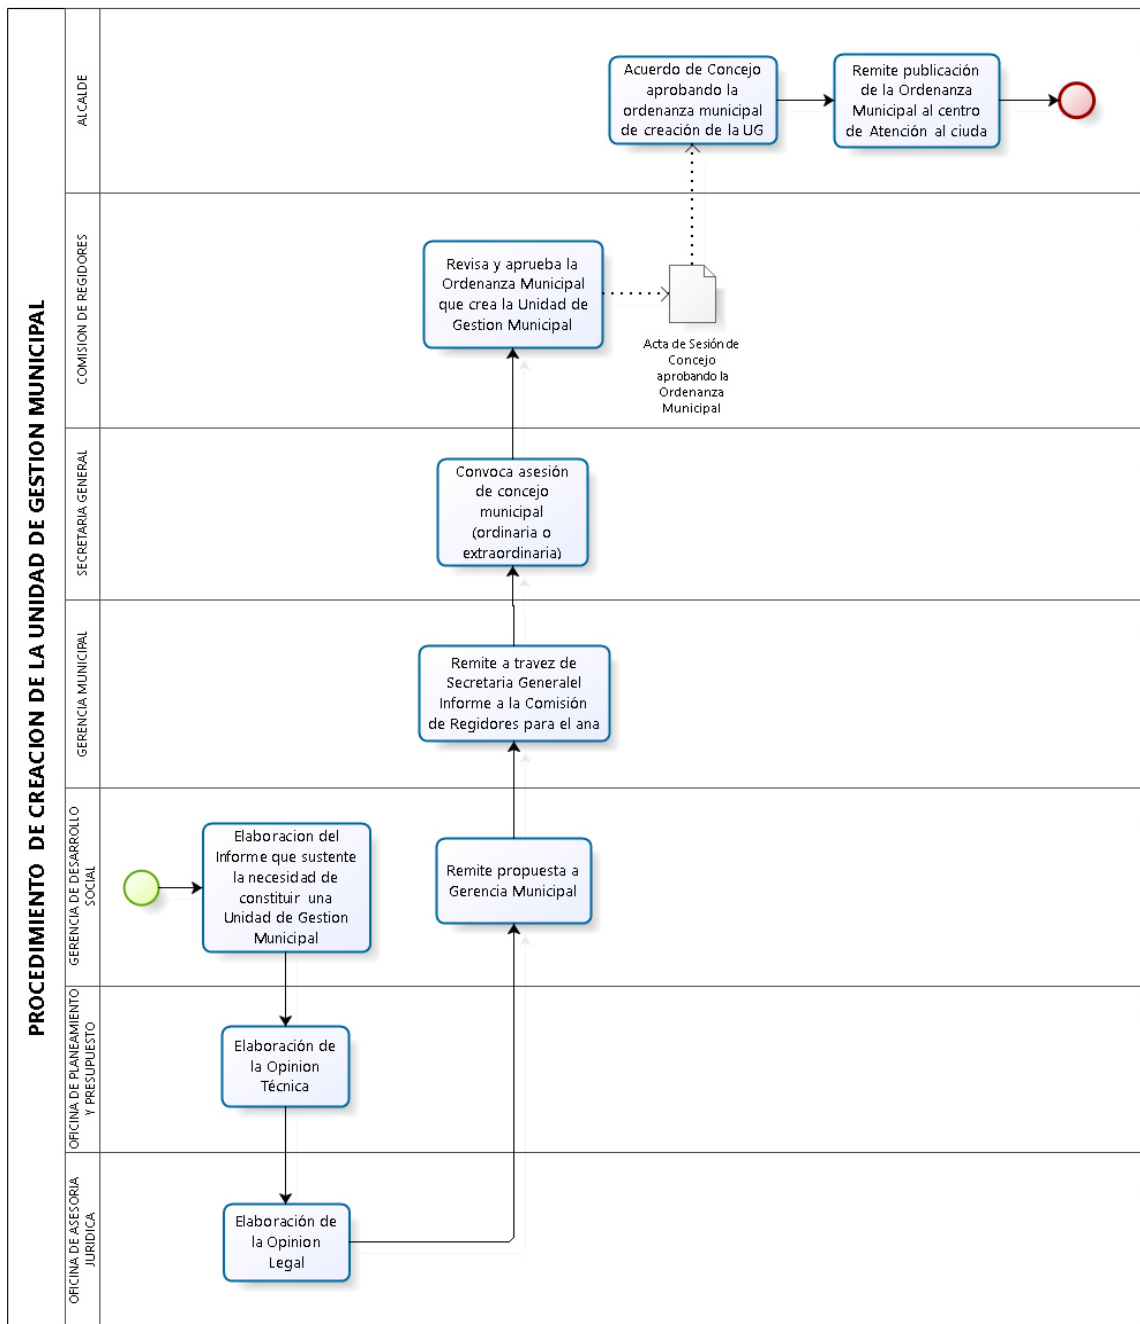 PROCEDIMIENTO DE CREACION DE LA UNIDAD DE GESTION MUNICIPAL
ALCALDE
Acuerdo de Concejo
aprobando la
ordenanza municipal
de creación de la UG
Remite publicación
de la Ordenanza
Municipal al centro
de Atención al ciuda
COMISION DE REGIDORES
Revisa y aprueba la
Ordenanza Municipal
que crea la Unidad de
Gestion Municipal
Acta de Sesión de
Concejo
aprobando la
Ordenanza
Municipal
SECRETARIA GENERAL
Convoca asesión
de concejo
municipal
(ordinaria o
extraordinaria)
GERENCIA MUNICIPAL
Remite a travez de
Secretaria Generalel
Informe a la Comisión
de Regidores para el ana
GERENCIA DE DESARROLLO
SOCIAL
Elaboracion del
Informe que sustente
la necesidad de
constituir una
Unidad de Gestion
Municipal
Remite propuesta a
Gerencia Municipal
OFICINA DE PLANEAMIENTO
Y PRESUPUESTO
Elaboración de
la Opinion
Técnica
OFICINA DE ASESORIA
JURIDICA
Elaboración de
la Opinion
Legal